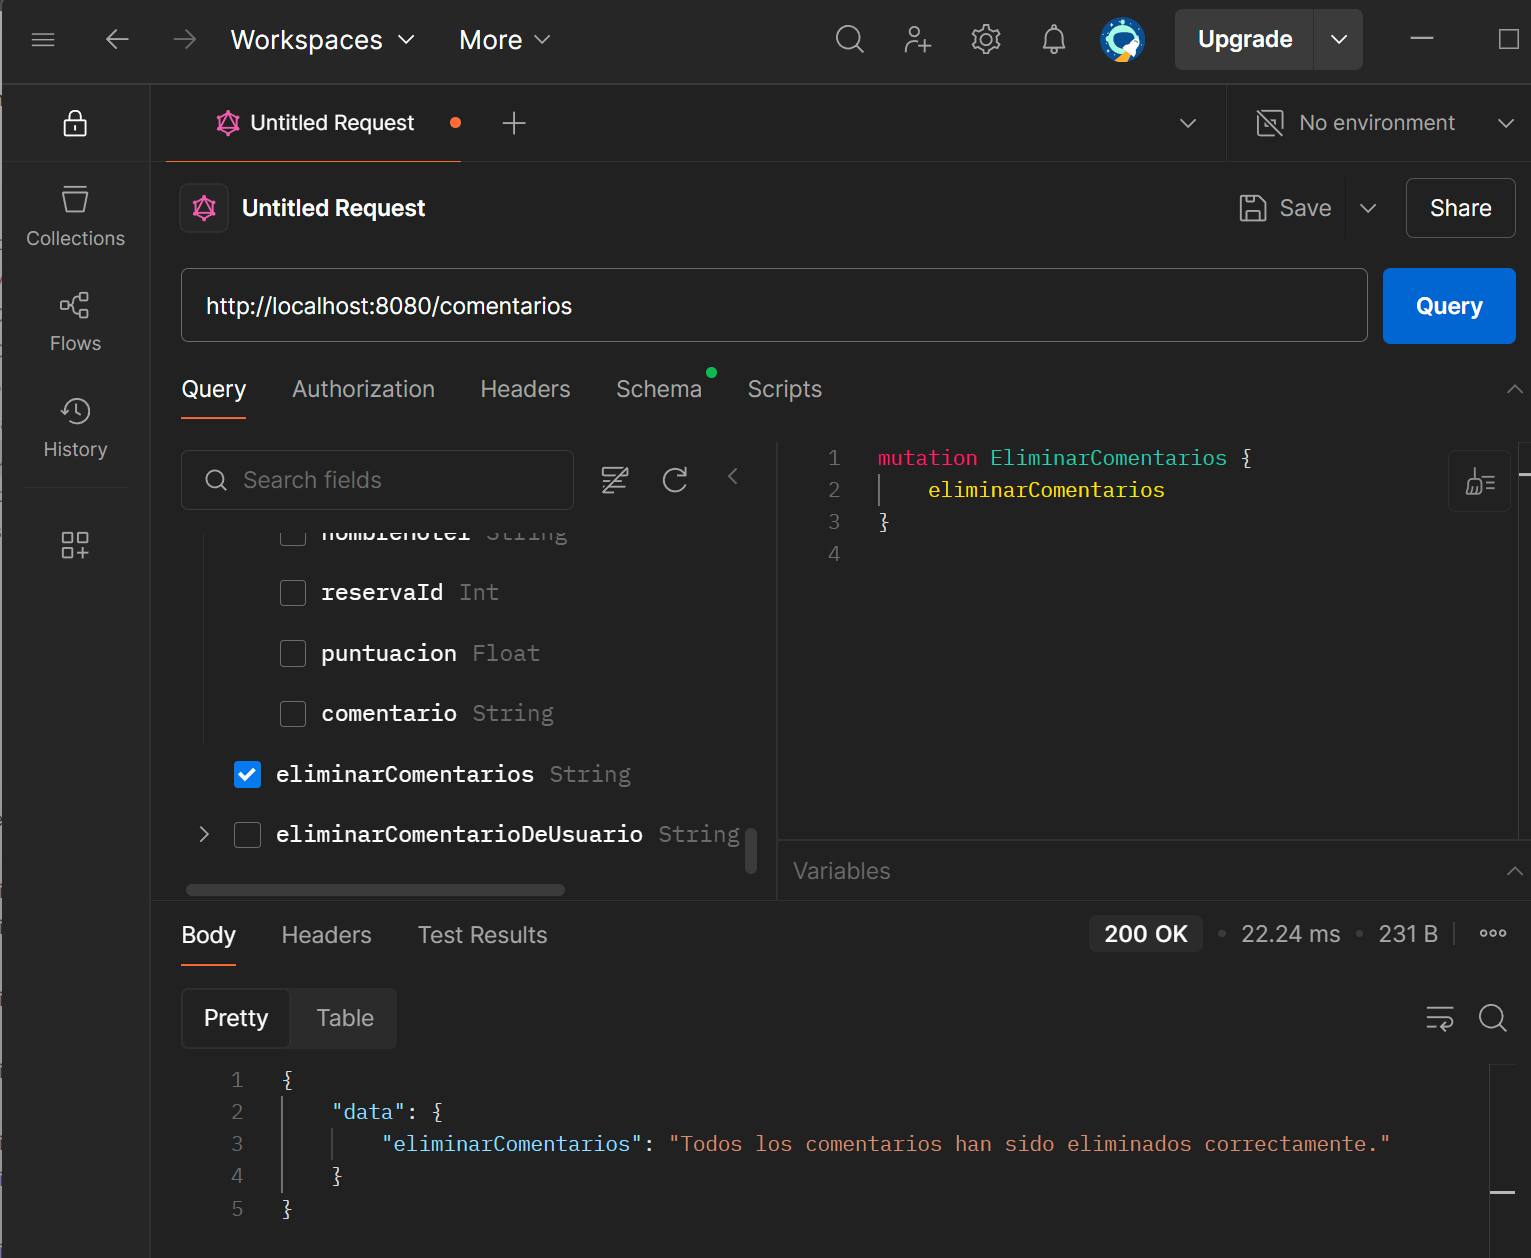 Workspaces More Upgrade
Untitled Request No environment
Untitled Request Save Share
Collections
http://localhost:8080/comentarios Query
Flows
Query Authorization Headers Schema Scripts
History
Search fields
nombreHotel String
reservaId Int
puntuacion Float
comentario String
eliminarComentarios String
eliminarComentarioDeUsuario String
1 mutation EliminarComentarios {
2 eliminarComentarios
3 }
4
Variables
Body Headers Test Results 200 OK • 22.24 ms • 231 B
Pretty Table
1 {
2 "data": {
3 "eliminarComentarios": "Todos los comentarios han sido eliminados correctamente."
4 }
5 }